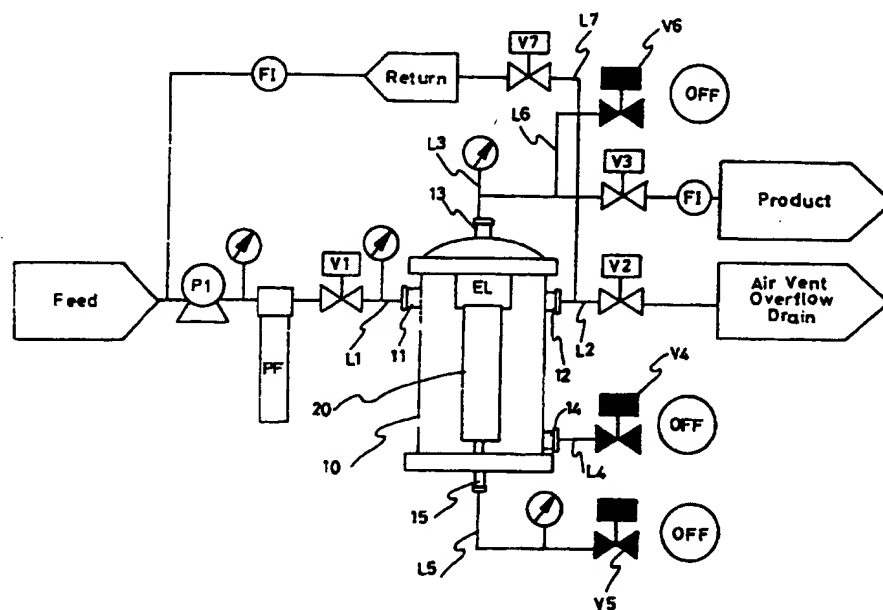 L7
V6
V7
FI
Return
OFF
L6
L3
V3
13
FI
Product
V1
V2
Feed
P1
EL
Air Vent
Overflow
Drain
L1
11
12
L2
PF
V4
20
14
OFF
10
L4
15
OFF
L5
V5